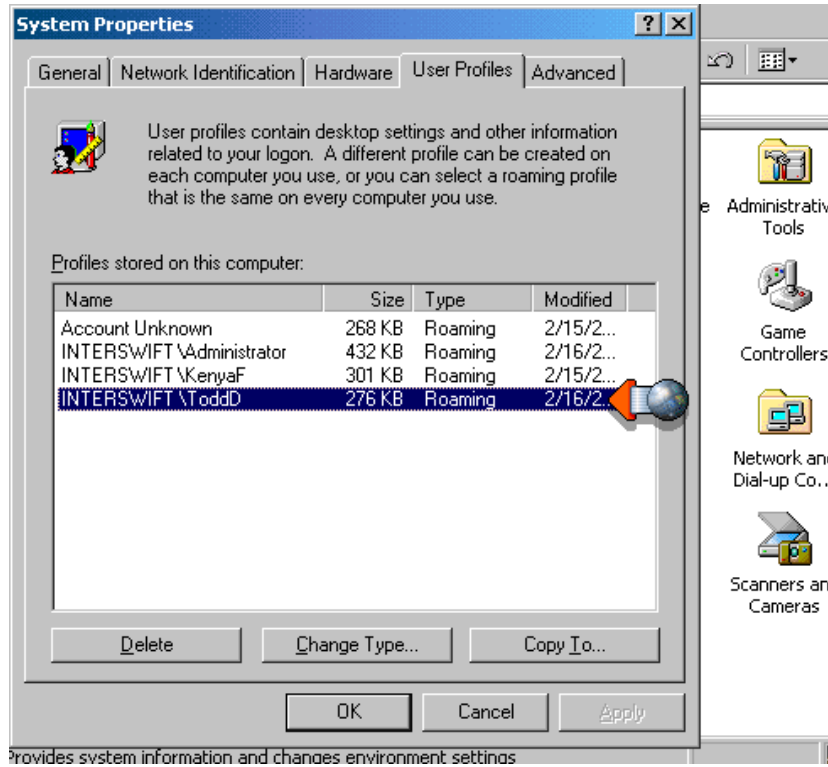 System Properties
General Network Identification Hardware User Profiles Advanced
User profiles contain desktop settings and other information
related to your logon. A different profile can be created on
each computer you use, or you can select a roaming profile
that is the same on every computer you use.
Profiles stored on this computer:
Name Size Type Modified
Account Unknown 268 KB Roaming 2/15/2...
INTERSWIFT\Administrator 432 KB Roaming 2/16/2...
INTERSWIFT\KenyaF 301 KB Roaming 2/15/2...
INTERSWIFT\ToddD 276 KB Roaming 2/16/2...
Delete Change Type... Copy To...
OK Cancel Apply
Provides system information and changes environment settings
e Administrativ
Tools
Game
Controllers
Network an
Dial-up Co..
Scanners an
Cameras